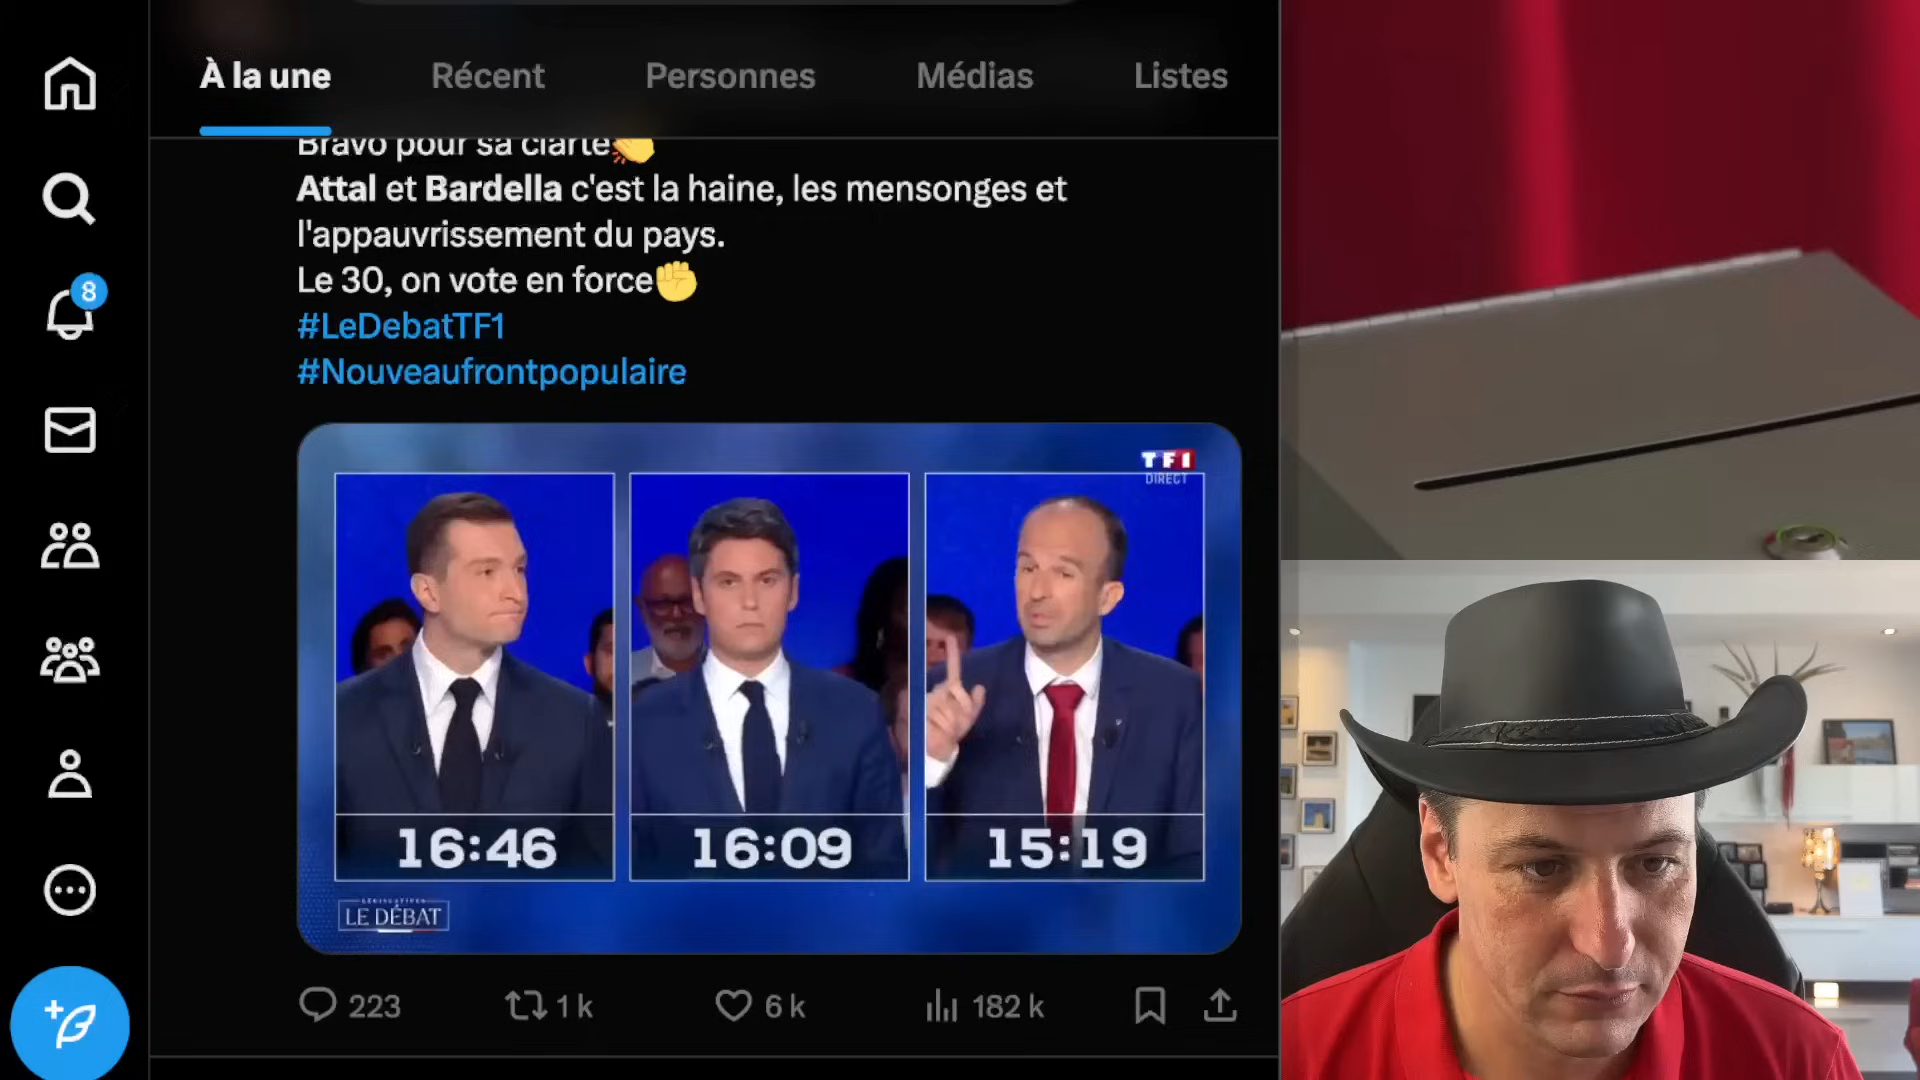 À la une
Récent
Personnes
Médias
Listes
Bravo pour sa clarté👏
Attal et Bardella c'est la haine, les mensonges et
l'appauvrissement du pays.
Le 30, on vote en force✊
#LeDebatTF1
#Nouveaufrontpopulaire
8
TF1
DIRECT
16:46
16:09
15:19
LÉGISLATIVES
LE DÉBAT
223
1 k
6 k
182 k